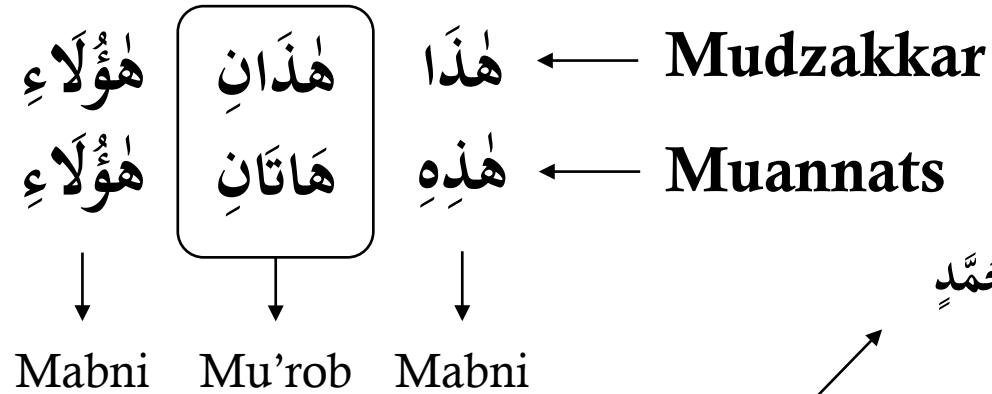 هٰذَا هٰذَانِ هٰؤُلَاءِ Mudzakkar
هٰذِهِ هَاتَانِ هٰؤُلَاءِ Muannats
Mabni Mu’rob Mabni